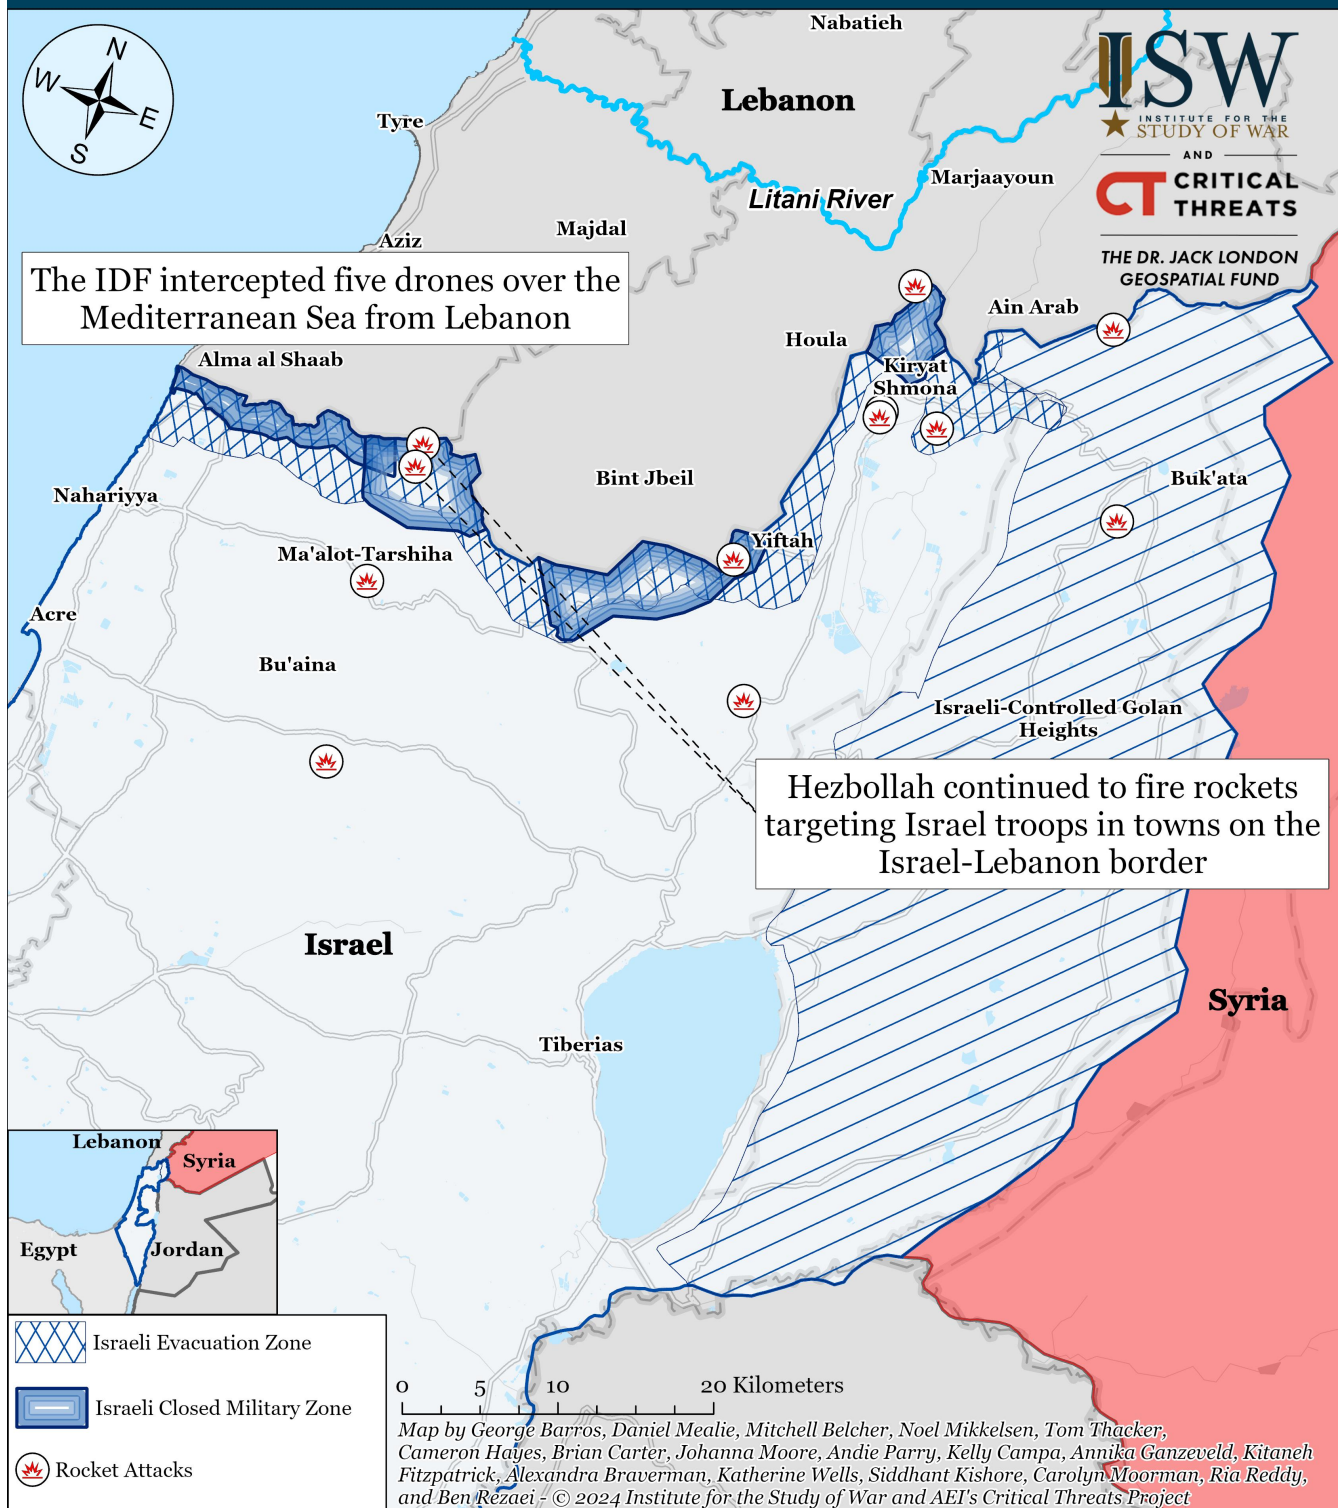 N
W
E
S
Nabatieh
Lebanon
Tyre
Litani River
Marjaayoun
Majdal
Aziz
ISW
INSTITUTE FOR THE
STUDY OF WAR
AND
CT CRITICAL
THREATS
THE DR. JACK LONDON
GEOSPATIAL FUND
The IDF intercepted five drones over the
Mediterranean Sea from Lebanon
Ain Arab
Houla
Alma al Shaab
Kiryat
Shmona
Bint Jbeil
Buk'ata
Nahariyya
Yiftah
Ma'alot-Tarshiha
Acre
Bu'aina
Israeli-Controlled Golan
Heights
Hezbollah continued to fire rockets
targeting Israel troops in towns on the
Israel-Lebanon border
Israel
Syria
Tiberias
Lebanon
Syria
Egypt
Jordan
Israeli Evacuation Zone
Israeli Closed Military Zone
Rocket Attacks
0 5 10 20 Kilometers
Map by George Barros, Daniel Mealie, Mitchell Belcher, Noel Mikkelsen, Tom Thacker,
Cameron Hayes, Brian Carter, Johanna Moore, Andie Parry, Kelly Campa, Annika Ganzeveld, Kitaneh
Fitzpatrick, Alexandra Braverman, Katherine Wells, Siddhant Kishore, Carolyn Moorman, Ria Reddy,
and Ben Rezaei - © 2024 Institute for the Study of War and AEI's Critical Threats Project